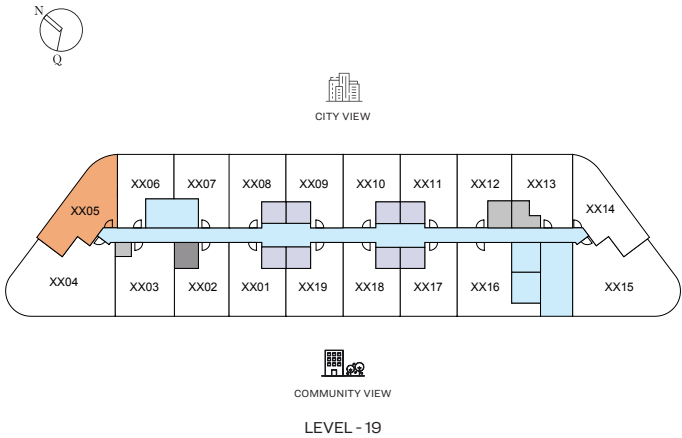 N
Q
CITY VIEW
XX06 XX07 XX08 XX09 XX10 XX11 XX12 XX13
XX05 XX14
XX04 XX03 XX02 XX01 XX19 XX18 XX17 XX16 XX15
COMMUNITY VIEW
LEVEL - 19